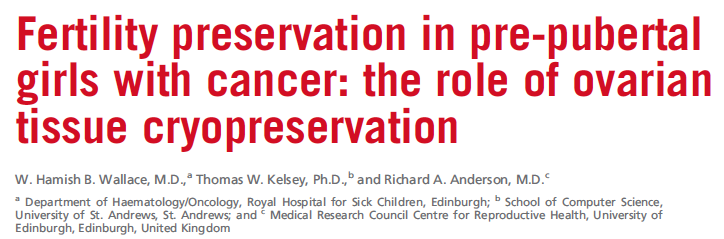 Fertility preservation in pre-pubertal
girls with cancer: the role of ovarian
tissue cryopreservation
W. Hamish B. Wallace, M.D.,ᵃ Thomas W. Kelsey, Ph.D.,ᵇ and Richard A. Anderson, M.D.ᶜ
ᵃ Department of Haematology/Oncology, Royal Hospital for Sick Children, Edinburgh; ᵇ School of Computer Science,
University of St. Andrews, St. Andrews; and ᶜ Medical Research Council Centre for Reproductive Health, University of
Edinburgh, Edinburgh, United Kingdom